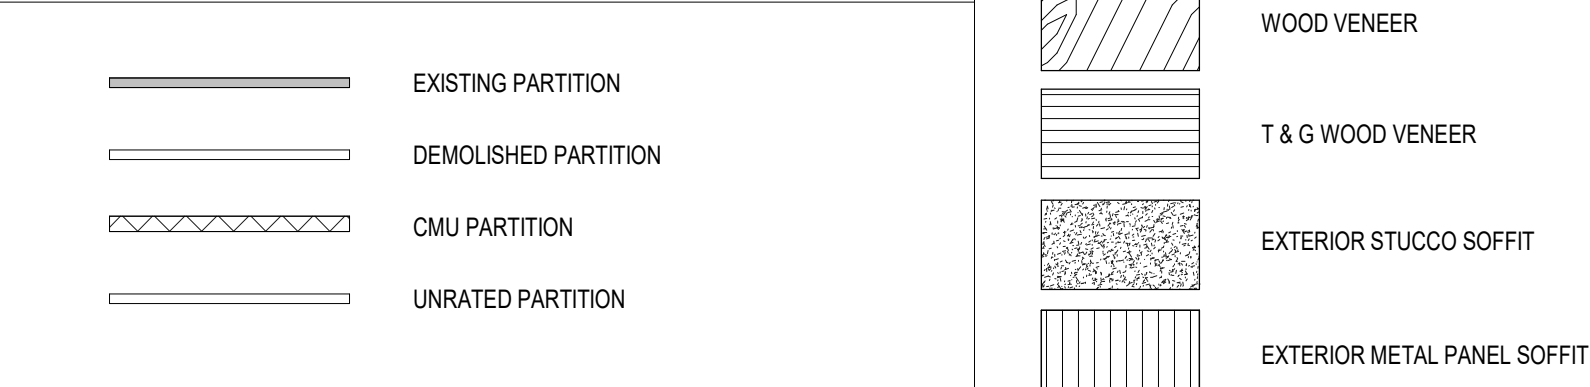 EXISTING PARTITION
DEMOLISHED PARTITION
CMU PARTITION
UNRATED PARTITION
WOOD VENEER
T & G WOOD VENEER
EXTERIOR STUCCO SOFFIT
EXTERIOR METAL PANEL SOFFIT